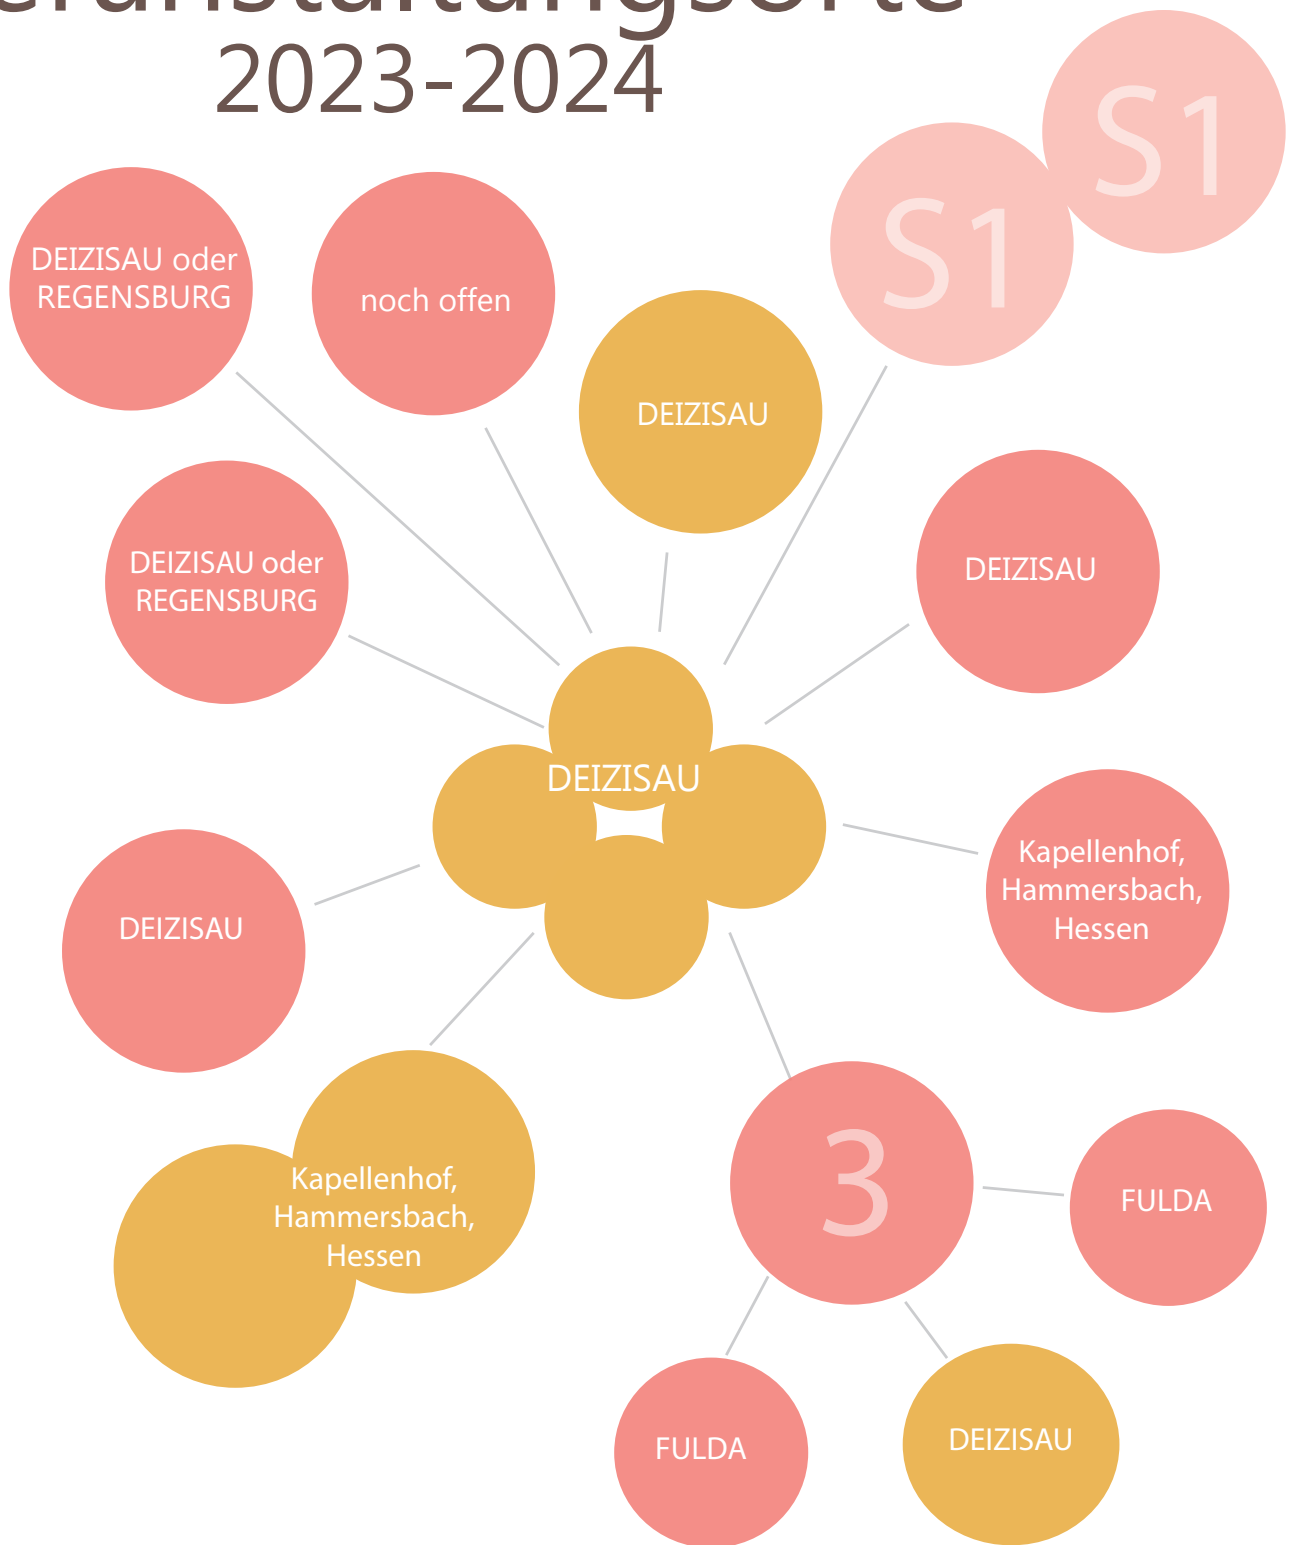 2023-2024
S1
S1
DEIZISAU oder
REGENSBURG
noch offen
DEIZISAU
DEIZISAU oder
REGENSBURG
DEIZISAU
DEIZISAU
Kapellenhof,
Hammersbach,
Hessen
DEIZISAU
Kapellenhof,
Hammersbach,
Hessen
3
FULDA
FULDA
DEIZISAU